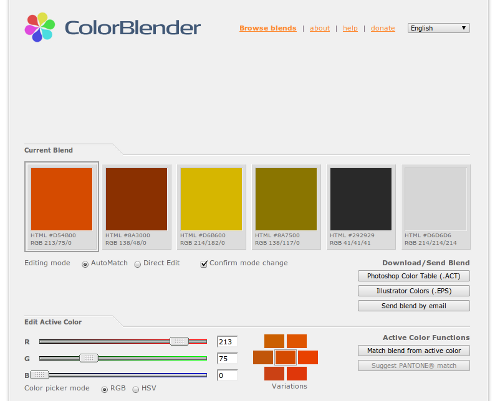 ColorBlender
Browse blends | about | help | donate
English
Current Blend
HTML #D54B00
RGB 213/75/0
HTML #8A3000
RGB 138/48/0
HTML #D6B600
RGB 214/182/0
HTML #8A7500
RGB 138/117/0
HTML #292929
RGB 41/41/41
HTML #D6D6D6
RGB 214/214/214
Editing mode
AutoMatch
Direct Edit
Confirm mode change
Download/Send Blend
Photoshop Color Table (.ACT)
Illustrator Colors (.EPS)
Send blend by email
Edit Active Color
R
213
G
75
B
0
Color picker mode
RGB
HSV
Variations
Active Color Functions
Match blend from active color
Suggest PANTONE® match